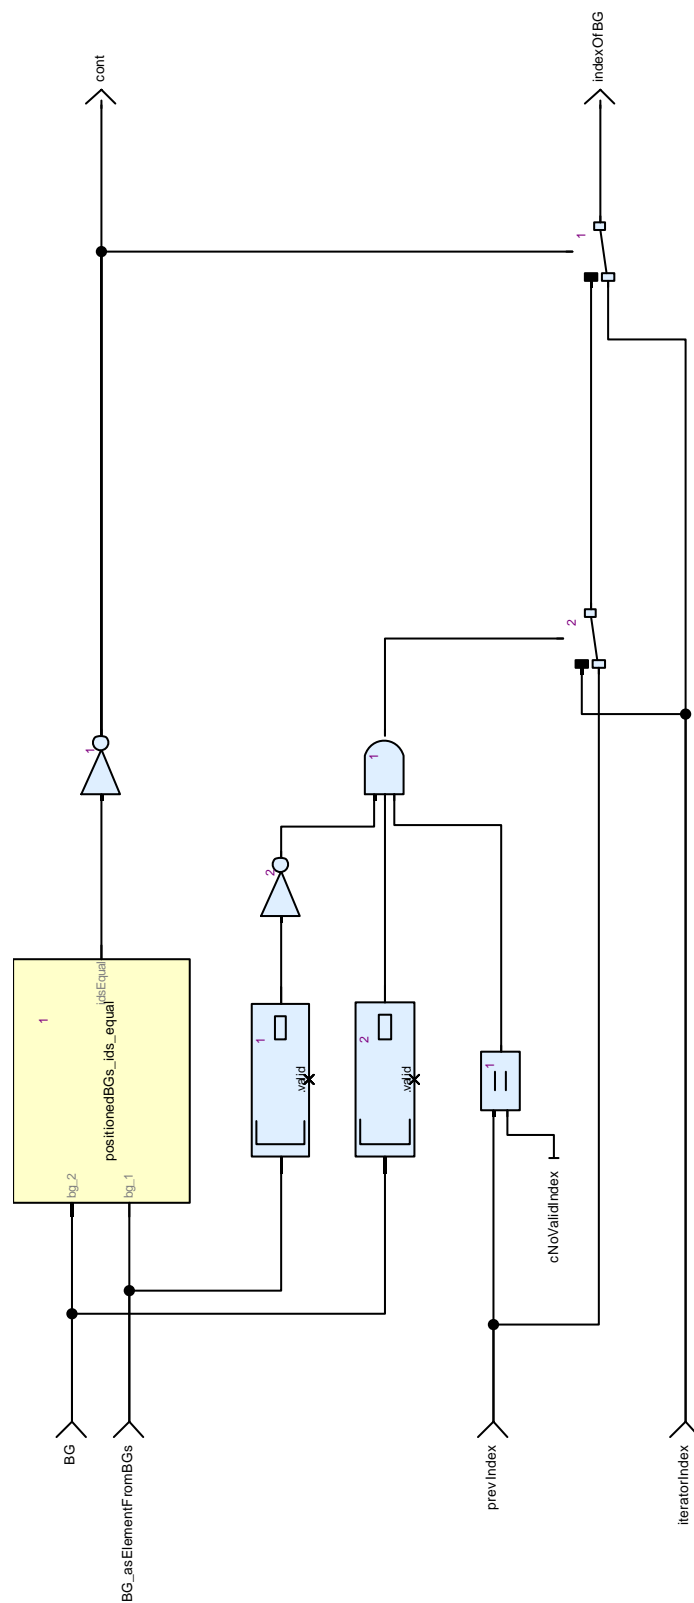 cont
indexOfBG
1
2
1
1
2
idsEqual
1
positionedBGs_ids_equal
bg_2
bg_1
1
.valid
2
.valid
1
cNoValidIndex
BG
BG_asElementFromBGs
prevIndex
iteratorIndex